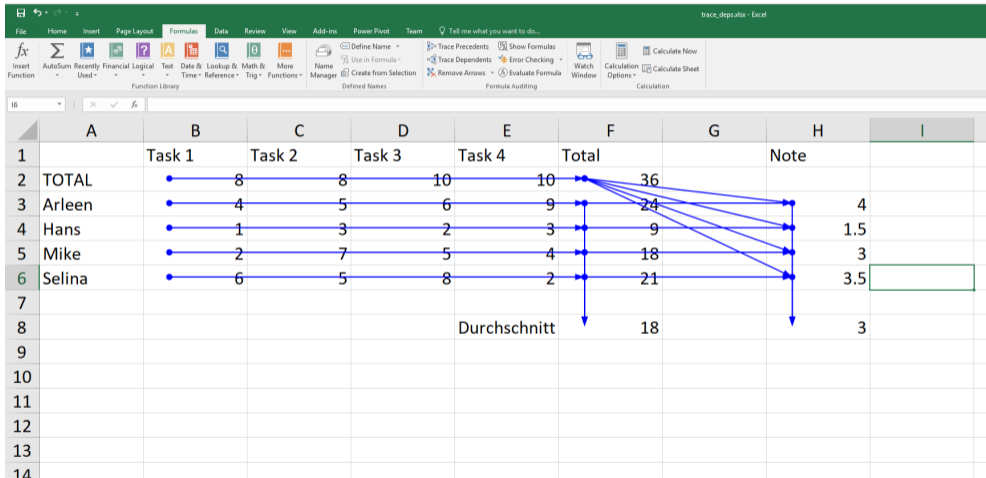 trace_deps.xlsx - Excel
File Home Insert Page Layout Formulas Data Review View Add-ins Power Pivot Team Tell me what you want to do...
fx Insert Function
AutoSum Recently Used Financial Logical Text Date & Time Lookup & Reference Math & Trig More Functions
Function Library
Name Manager
Define Name
Use in Formula
Create from Selection
Defined Names
Trace Precedents Show Formulas
Trace Dependents Error Checking
Remove Arrows Evaluate Formula
Watch Window
Formula Auditing
Calculation Options
Calculate Now
Calculate Sheet
Calculation
I6 fx
A B C D E F G H I
1 Task 1 Task 2 Task 3 Task 4 Total Note
2 TOTAL 8 8 10 10 36
3 Arleen 4 5 6 9 24 4
4 Hans 1 3 2 3 9 1.5
5 Mike 2 7 5 4 18 3
6 Selina 6 5 8 2 21 3.5
7
8 Durchschnitt 18 3
9
10
11
12
13
14